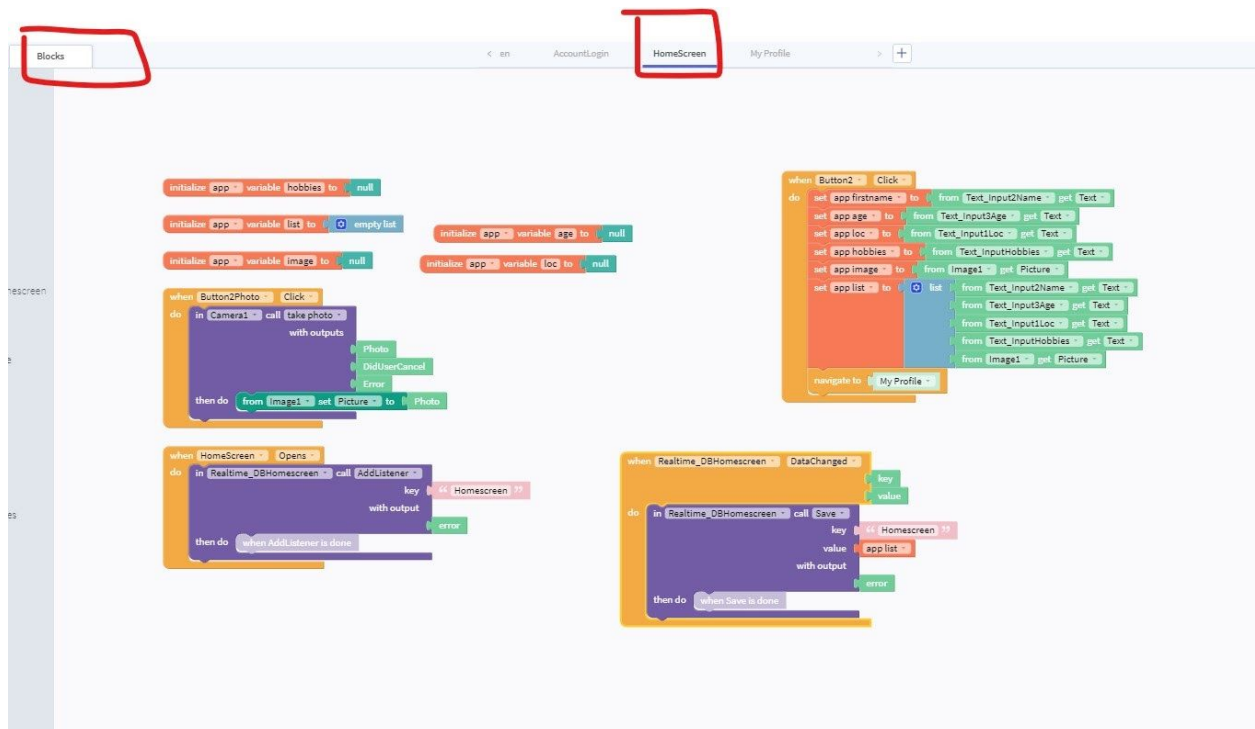 Blocks
< en AccountLogin HomeScreen My Profile > +
initialize app variable hobbies to null
initialize app variable list to empty list
initialize app variable image to null
initialize app variable age to null
initialize app variable loc to null
when Button2Photo Click
do in Camera1 call take photo
with outputs
Photo
DidUserCancel
Error
then do from Image1 set Picture to Photo
when HomeScreen Opens
do in Realtime_DBHomescreen call AddListener
key “ Homescreen ”
with output
error
then do when AddListener is done
when Button2 Click
do set app firstname to from Text_Input2Name get Text
set app age to from Text_Input3Age get Text
set app loc to from Text_Input1Loc get Text
set app hobbies to from Text_InputHobbies get Text
set app image to from Image1 get Picture
set app list to list from Text_Input2Name get Text
from Text_Input3Age get Text
from Text_Input1Loc get Text
from Text_InputHobbies get Text
from Image1 get Picture
navigate to My Profile
when Realtime_DBHomescreen DataChanged
key
value
do in Realtime_DBHomescreen call Save
key “ Homescreen ”
value app list
with output
error
then do when Save is done